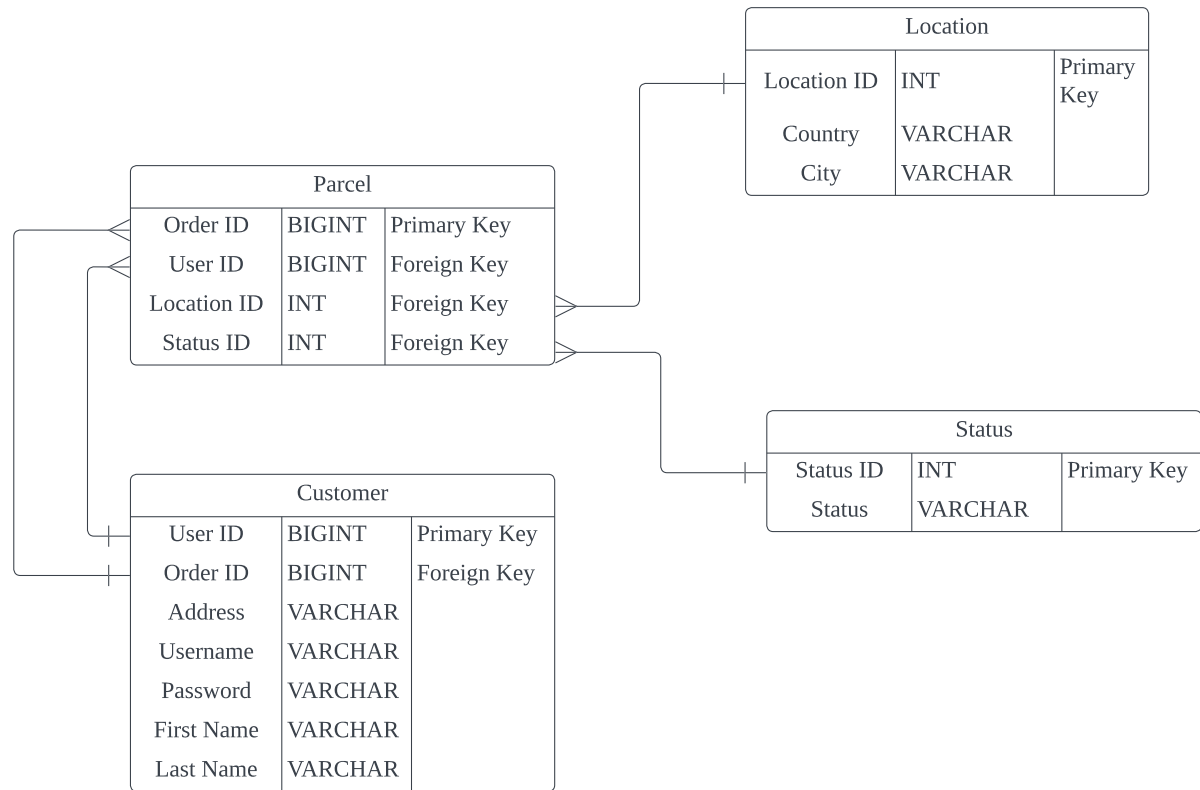 Location
Location ID INT Primary
Key
Country VARCHAR
City VARCHAR
Parcel
Order ID BIGINT Primary Key
User ID BIGINT Foreign Key
Location ID INT Foreign Key
Status ID INT Foreign Key
Status
Status ID INT Primary Key
Status VARCHAR
Customer
User ID BIGINT Primary Key
Order ID BIGINT Foreign Key
Address VARCHAR
Username VARCHAR
Password VARCHAR
First Name VARCHAR
Last Name VARCHAR